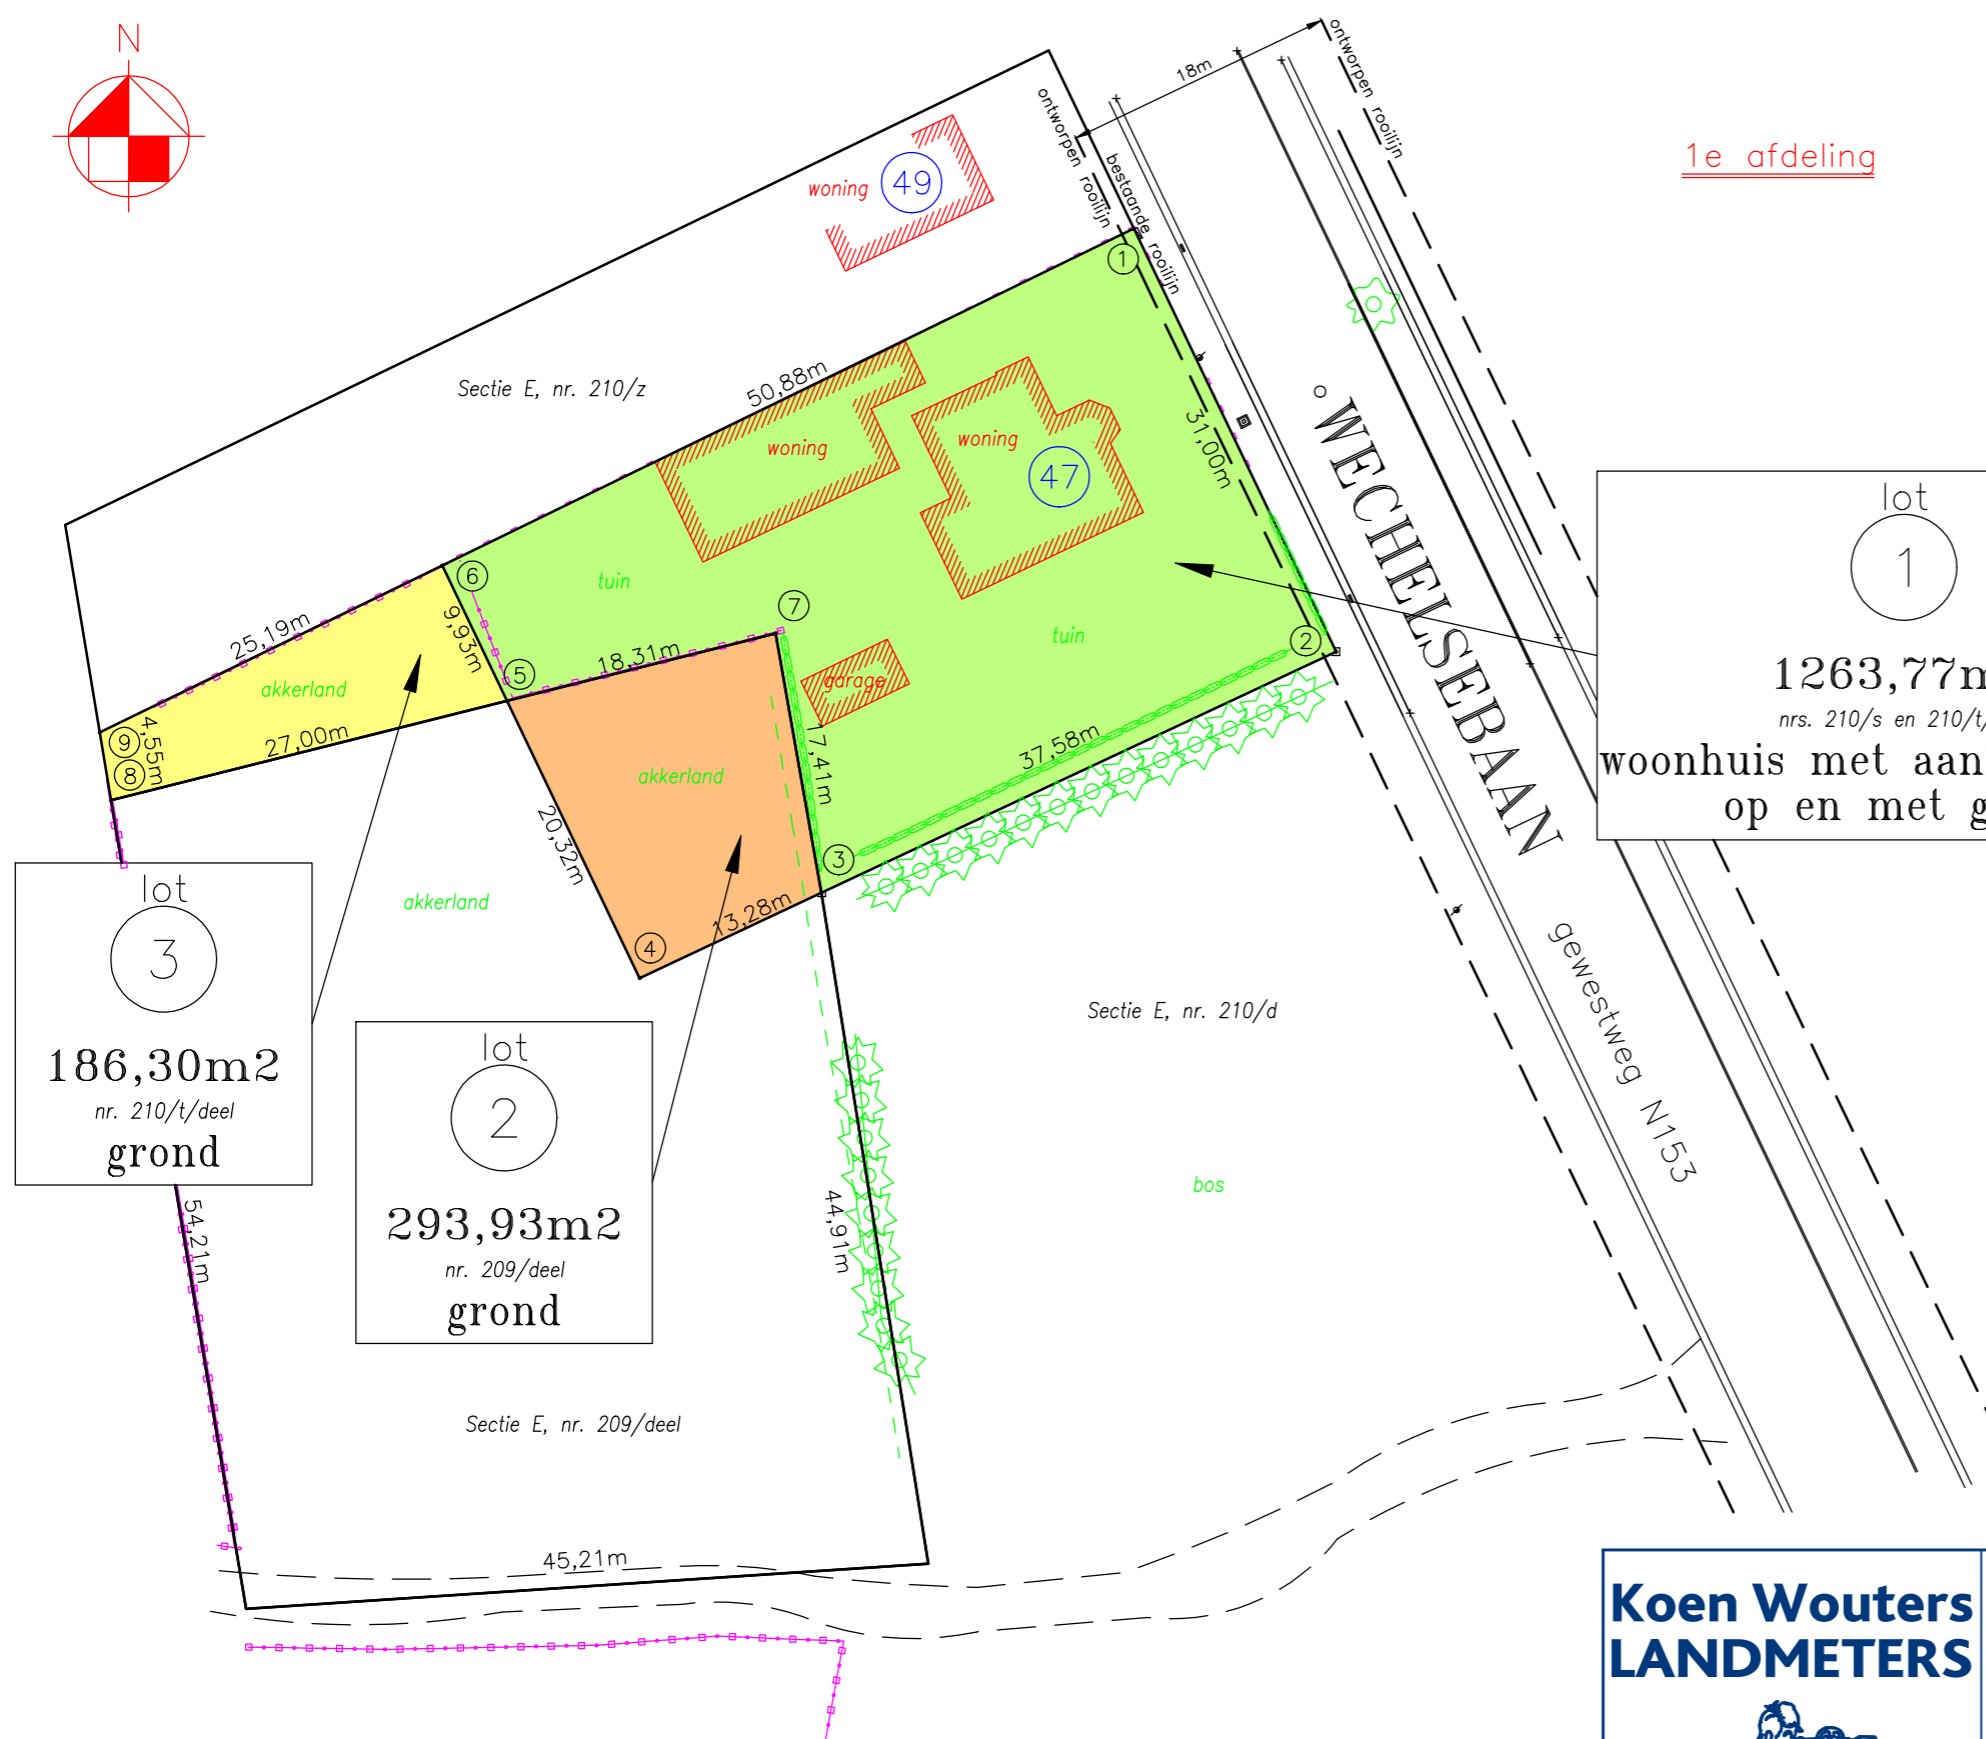 N
1e afdeling
18m
ontworpen rooilijn
ontworpen rooilijn
bestaande rooilijn
woning
49
1
Sectie E, nr. 210/z
50,88m
woning
woning
47
31,00m
WECHELSEBAAN
lot
1
1263,77m
nrs. 210/s en 210/t/
woonhuis met aan
op en met g
6
tuin
7
tuin
2
25,19m
9,93m
5
18,31m
akkerland
garage
9
4,55m
8
27,00m
akkerland
17,41m
37,58m
20,32m
3
13,28m
4
akkerland
lot
3
186,30m2
nr. 210/t/deel
grond
lot
2
293,93m2
nr. 209/deel
grond
Sectie E, nr. 210/d
gewestweg N153
bos
54,21m
44,91m
Sectie E, nr. 209/deel
45,21m
Koen Wouters
LANDMETERS